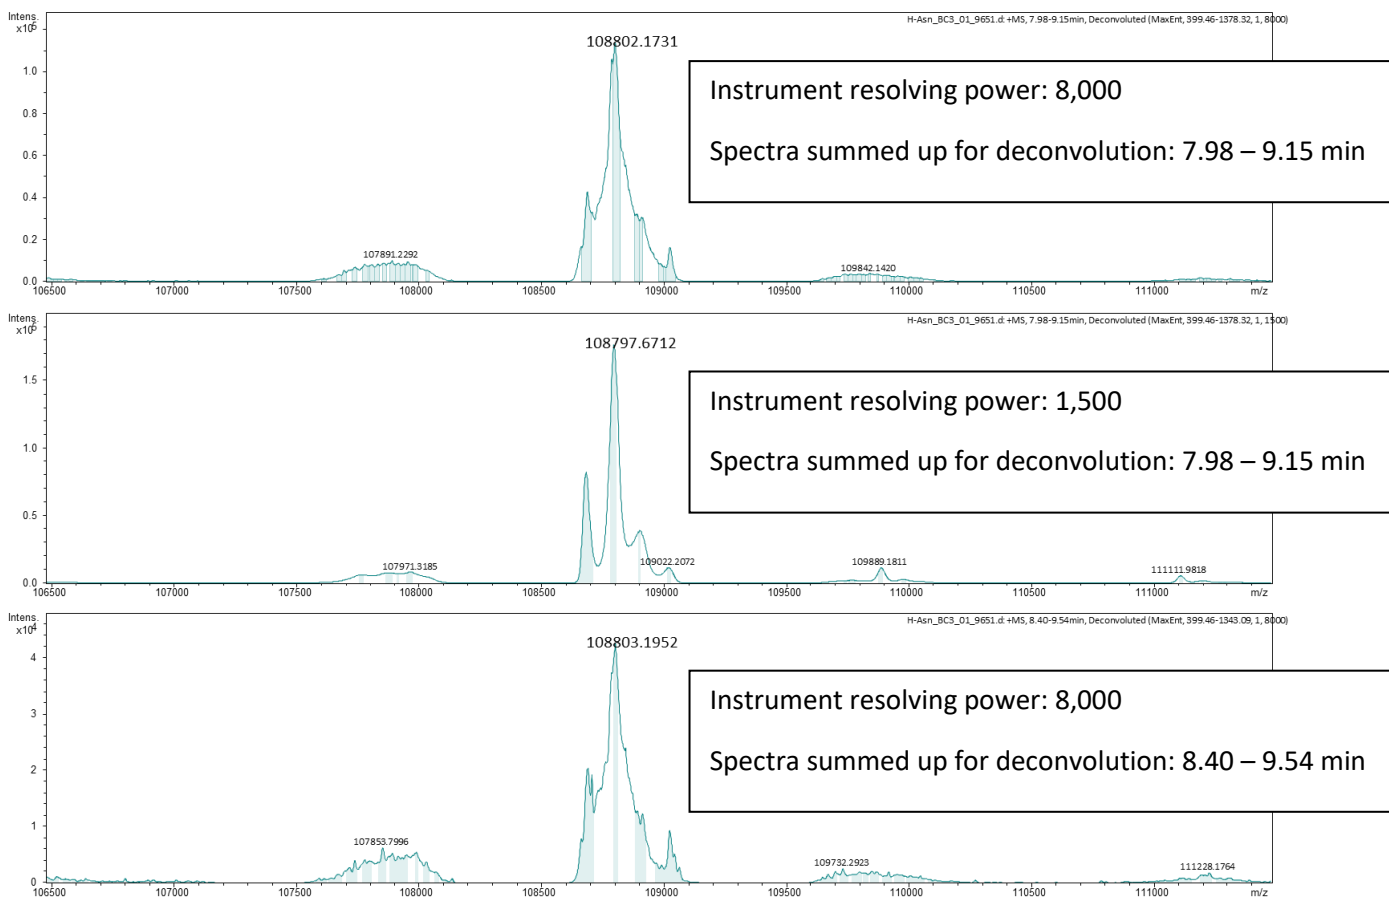 Intens.
x10⁵
H-Asn_BC3_01_9651.d: +MS, 7.98-9.15min, Deconvoluted (MaxEnt, 399.46-1378.32, 1, 8000)
108802.1731
Instrument resolving power: 8,000
Spectra summed up for deconvolution: 7.98 – 9.15 min
1.0
0.8
0.6
0.4
0.2
0.0
107891.2292
109842.1420
106500 107000 107500 108000 108500 109000 109500 110000 110500 111000 m/z
Intens.
H-Asn_BC3_01_9651.d: +MS, 7.98-9.15min, Deconvoluted (MaxEnt, 399.46-1378.32, 1, 1500)
108797.6712
Instrument resolving power: 1,500
Spectra summed up for deconvolution: 7.98 – 9.15 min
1.5
1.0
0.5
0.0
107971.3185
109022.2072
109889.1811
111111.9818
106500 107000 107500 108000 108500 109000 109500 110000 110500 111000 m/z
Intens.
x10⁴
H-Asn_BC3_01_9651.d: +MS, 8.40-9.54min, Deconvoluted (MaxEnt, 399.46-1343.09, 1, 8000)
108803.1952
Instrument resolving power: 8,000
Spectra summed up for deconvolution: 8.40 – 9.54 min
4
3
2
1
0
107853.7996
109732.2923
111228.1764
106500 107000 107500 108000 108500 109000 109500 110000 110500 111000 m/z